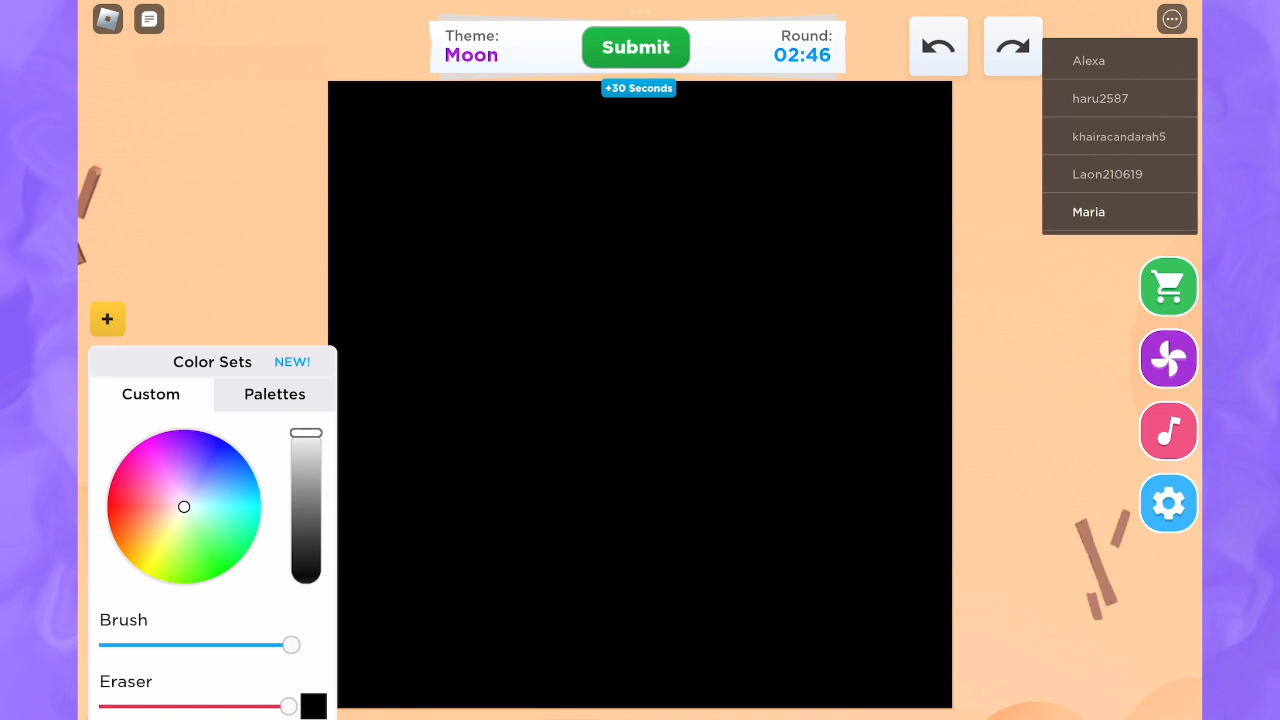 Theme:
Moon
Submit
Round:
02:46
+30 Seconds
Alexa
haru2587
khairacandarah5
Laon210619
Maria
+
Color Sets NEW!
Custom Palettes
Brush
Eraser